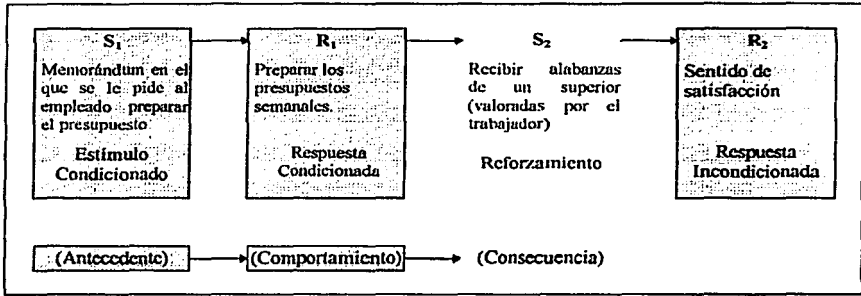 S₁
Memorándum en el
que se le pide al
empleado preparar
el presupuesto
Estímulo
Condicionado
R₁
Preparar los
presupuestos
semanales.
Respuesta
Condicionada
S₂
Recibir alabanzas
de un superior
(valoradas por el
trabajador)
Reforzamiento
R₂
Sentido de
satisfacción
Respuesta
Incondicionada
(Antecedente)
(Comportamiento)
(Consecuencia)